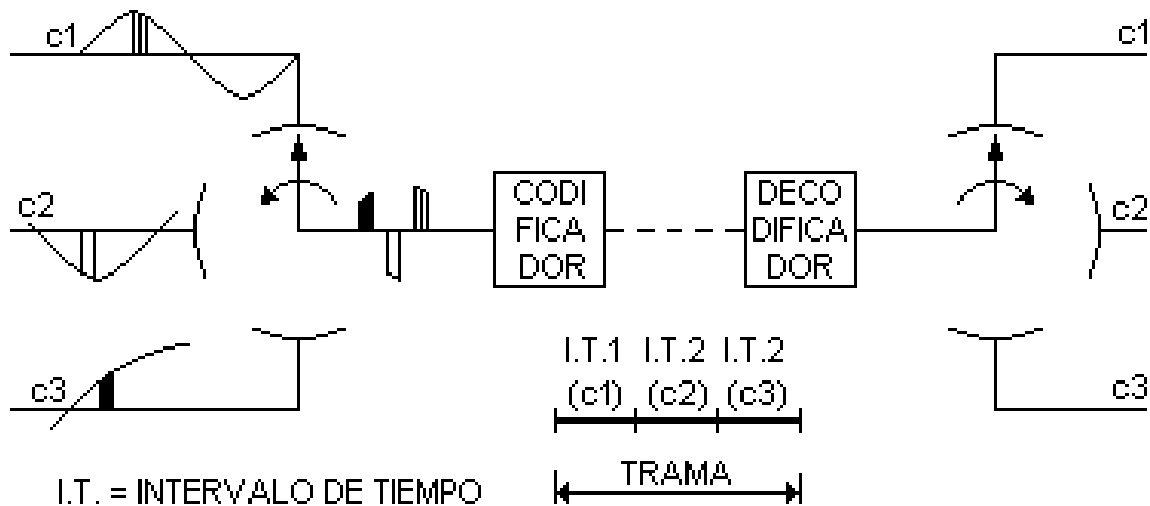 c1
c1
c2
CODI
FICA
DOR
DECO
DIFICA
DOR
c2
c3
I.T.1 I.T.2 I.T.2
(c1) (c2) (c3)
c3
TRAMA
I.T. = INTERVALO DE TIEMPO